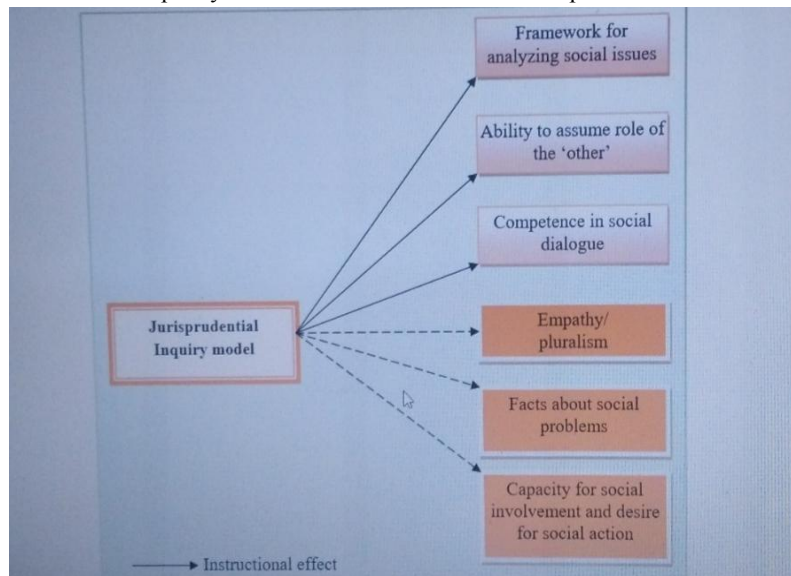 Framework for
analyzing social issues
Ability to assume role of
the 'other'
Competence in social
dialogue
Jurisprudential
Inquiry model
Empathy/
pluralism
Facts about social
problems
Capacity for social
involvement and desire
for social action
Instructional effect